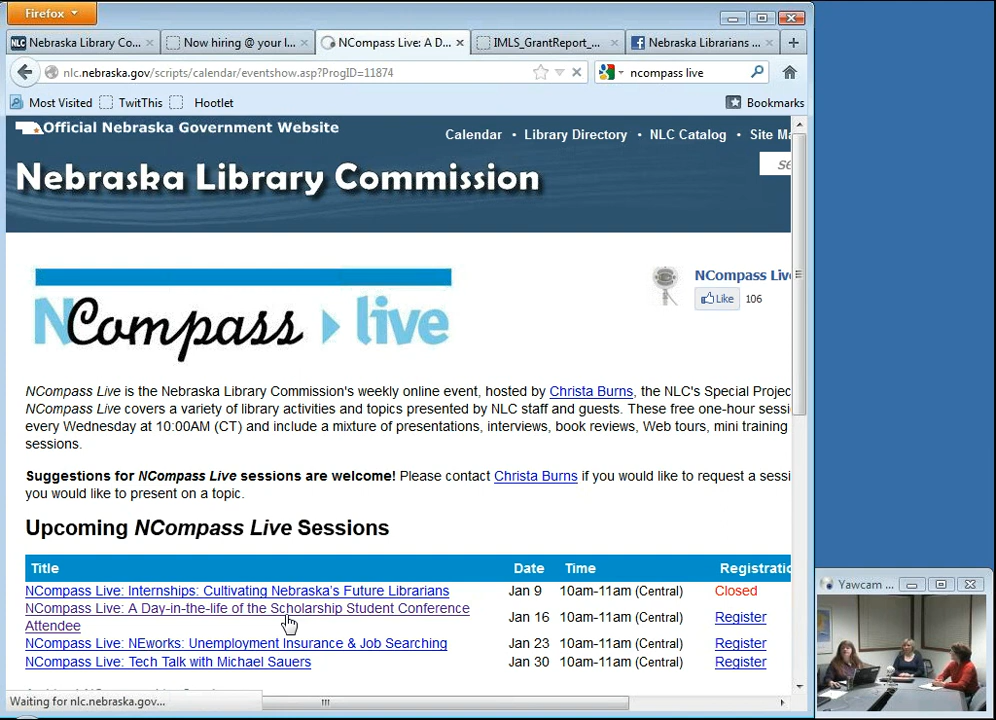 Firefox
Nebraska Library Co...
Now hiring @ your l...
NCompass Live: A D...
IMLS_GrantReport_...
Nebraska Librarians ...
nlc.nebraska.gov/scripts/calendar/eventshow.asp?ProgID=11874
ncompass live
Most Visited
TwitThis
Hootlet
Bookmarks
Official Nebraska Government Website
Calendar • Library Directory • NLC Catalog • Site Ma
Nebraska Library Commission
NCompass live
NCompass Live
Like 106
NCompass Live is the Nebraska Library Commission's weekly online event, hosted by Christa Burns, the NLC's Special Projec
NCompass Live covers a variety of library activities and topics presented by NLC staff and guests. These free one-hour sessi
every Wednesday at 10:00AM (CT) and include a mixture of presentations, interviews, book reviews, Web tours, mini training
sessions.
Suggestions for NCompass Live sessions are welcome! Please contact Christa Burns if you would like to request a sessi
you would like to present on a topic.
Upcoming NCompass Live Sessions
Title Date Time Registratio
NCompass Live: Internships: Cultivating Nebraska's Future Librarians Jan 9 10am-11am (Central) Closed
NCompass Live: A Day-in-the-life of the Scholarship Student Conference
Attendee Jan 16 10am-11am (Central) Register
NCompass Live: NEworks: Unemployment Insurance & Job Searching Jan 23 10am-11am (Central) Register
NCompass Live: Tech Talk with Michael Sauers Jan 30 10am-11am (Central) Register
Waiting for nlc.nebraska.gov...
Yawcam ...